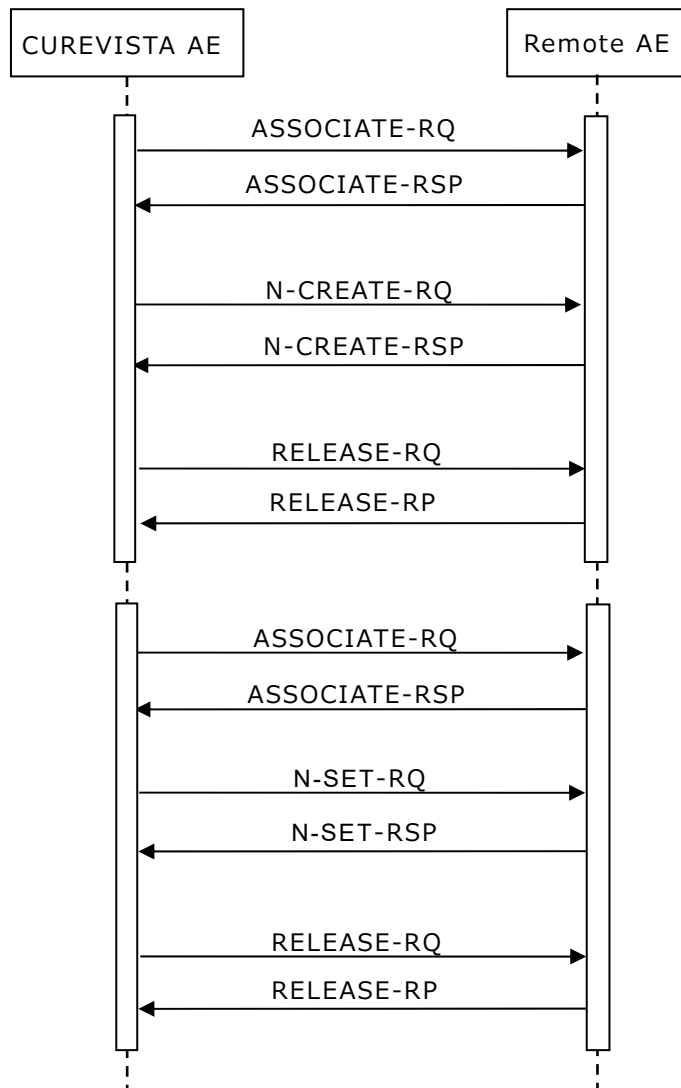 CUREVISTA AE
Remote AE
ASSOCIATE-RQ
ASSOCIATE-RSP
N-CREATE-RQ
N-CREATE-RSP
RELEASE-RQ
RELEASE-RP
ASSOCIATE-RQ
ASSOCIATE-RSP
N-SET-RQ
N-SET-RSP
RELEASE-RQ
RELEASE-RP